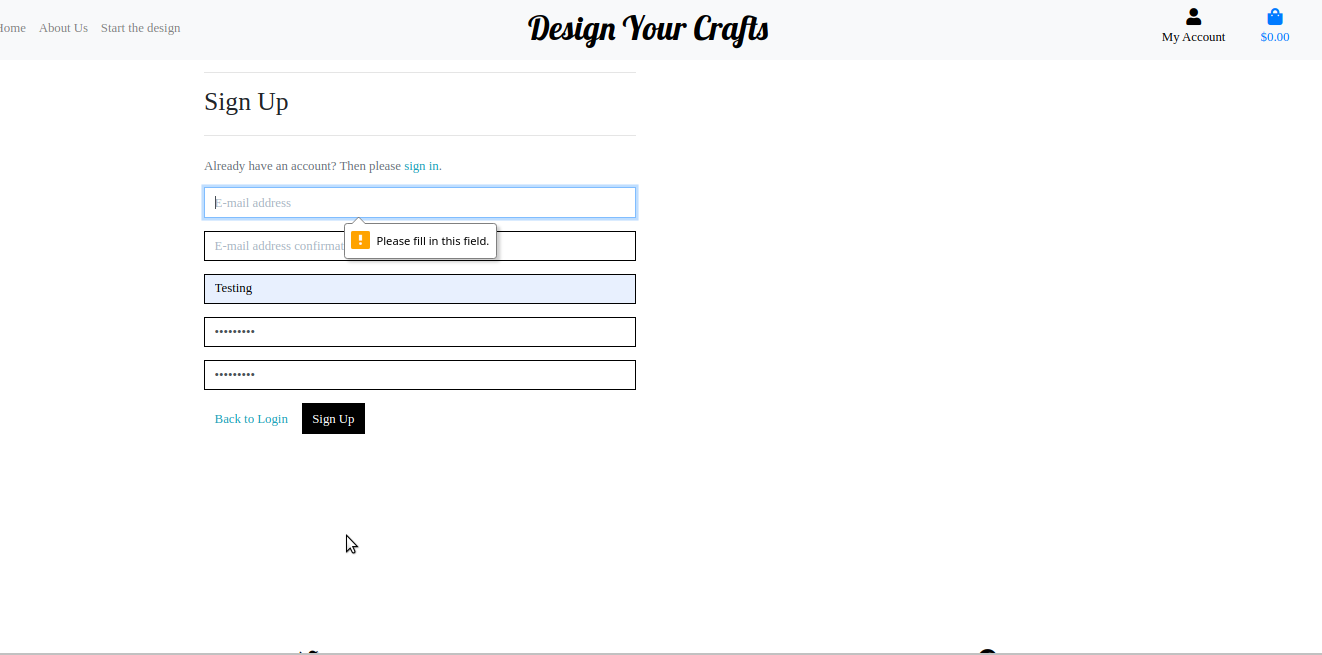 Home About Us Start the design
Design Your Crafts
My Account
$0.00
Sign Up
Already have an account? Then please sign in.
E-mail address
Please fill in this field.
E-mail address confirmat
Testing
•••••••••
•••••••••
Back to Login Sign Up